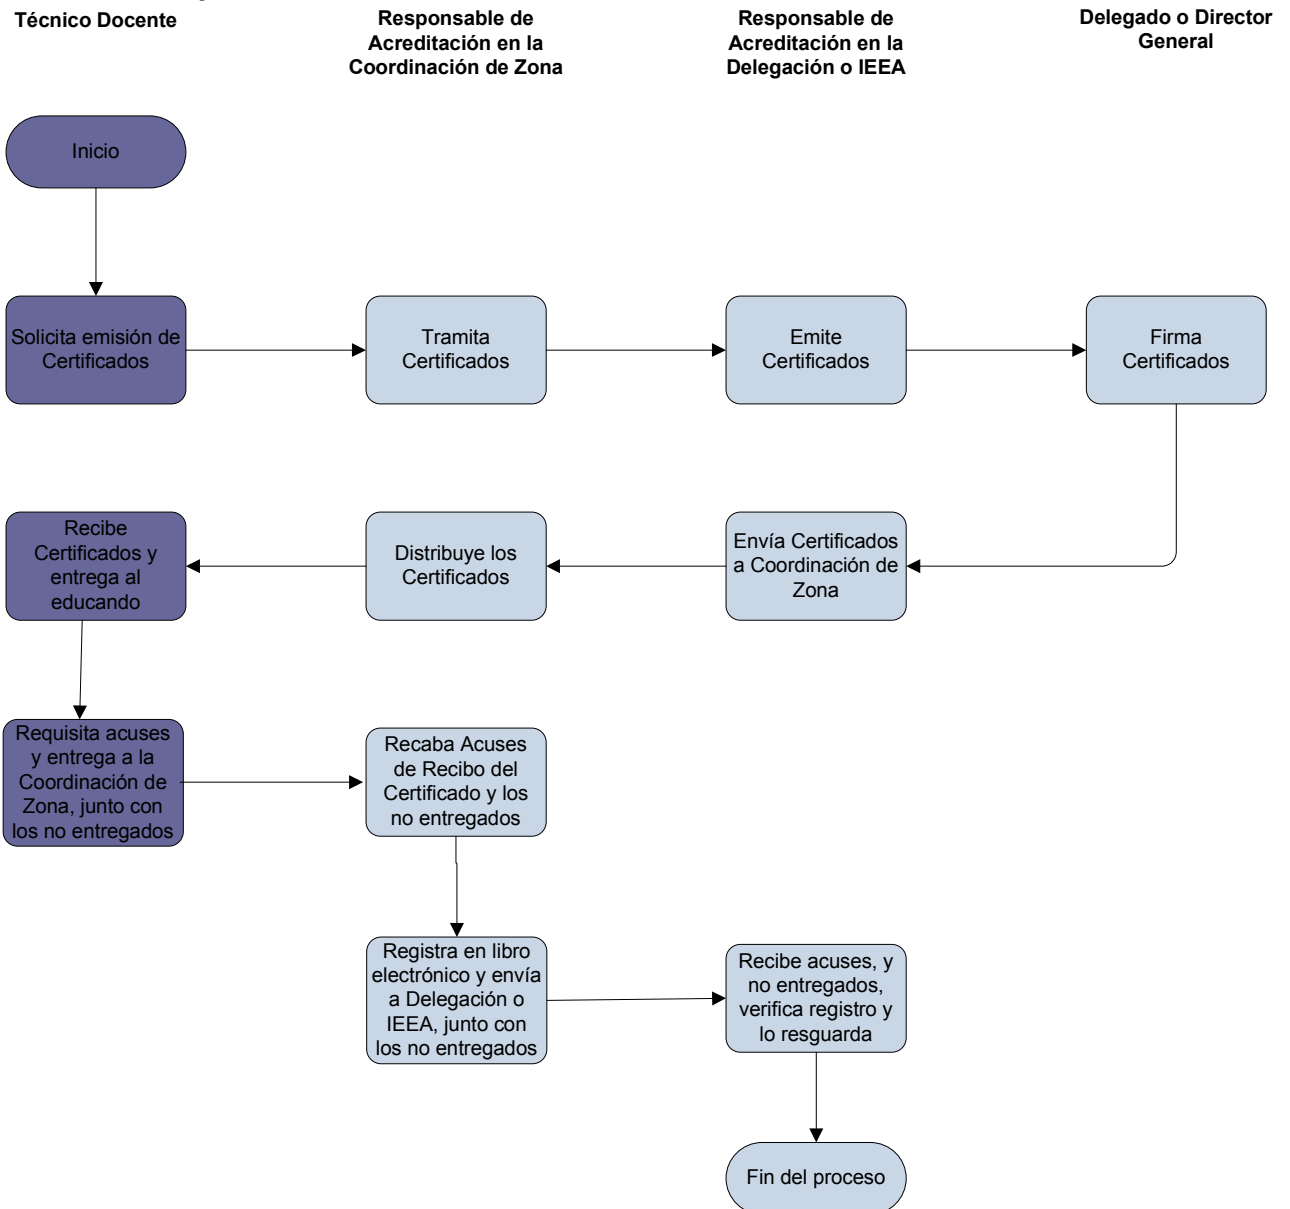 Técnico Docente
Responsable de
Acreditación en la
Coordinación de Zona
Responsable de
Acreditación en la
Delegación o IEEA
Delegado o Director
General
Inicio
Solicita emisión de
Certificados
Tramita
Certificados
Emite
Certificados
Firma
Certificados
Recibe
Certificados y
entrega al
educando
Distribuye los
Certificados
Envía Certificados
a Coordinación de
Zona
Requisita acuses
y entrega a la
Coordinación de
Zona, junto con
los no entregados
Recaba Acuses
de Recibo del
Certificado y los
no entregados
Registra en libro
electrónico y envía
a Delegación o
IEEA, junto con
los no entregados
Recibe acuses, y
no entregados,
verifica registro y
lo resguarda
Fin del proceso